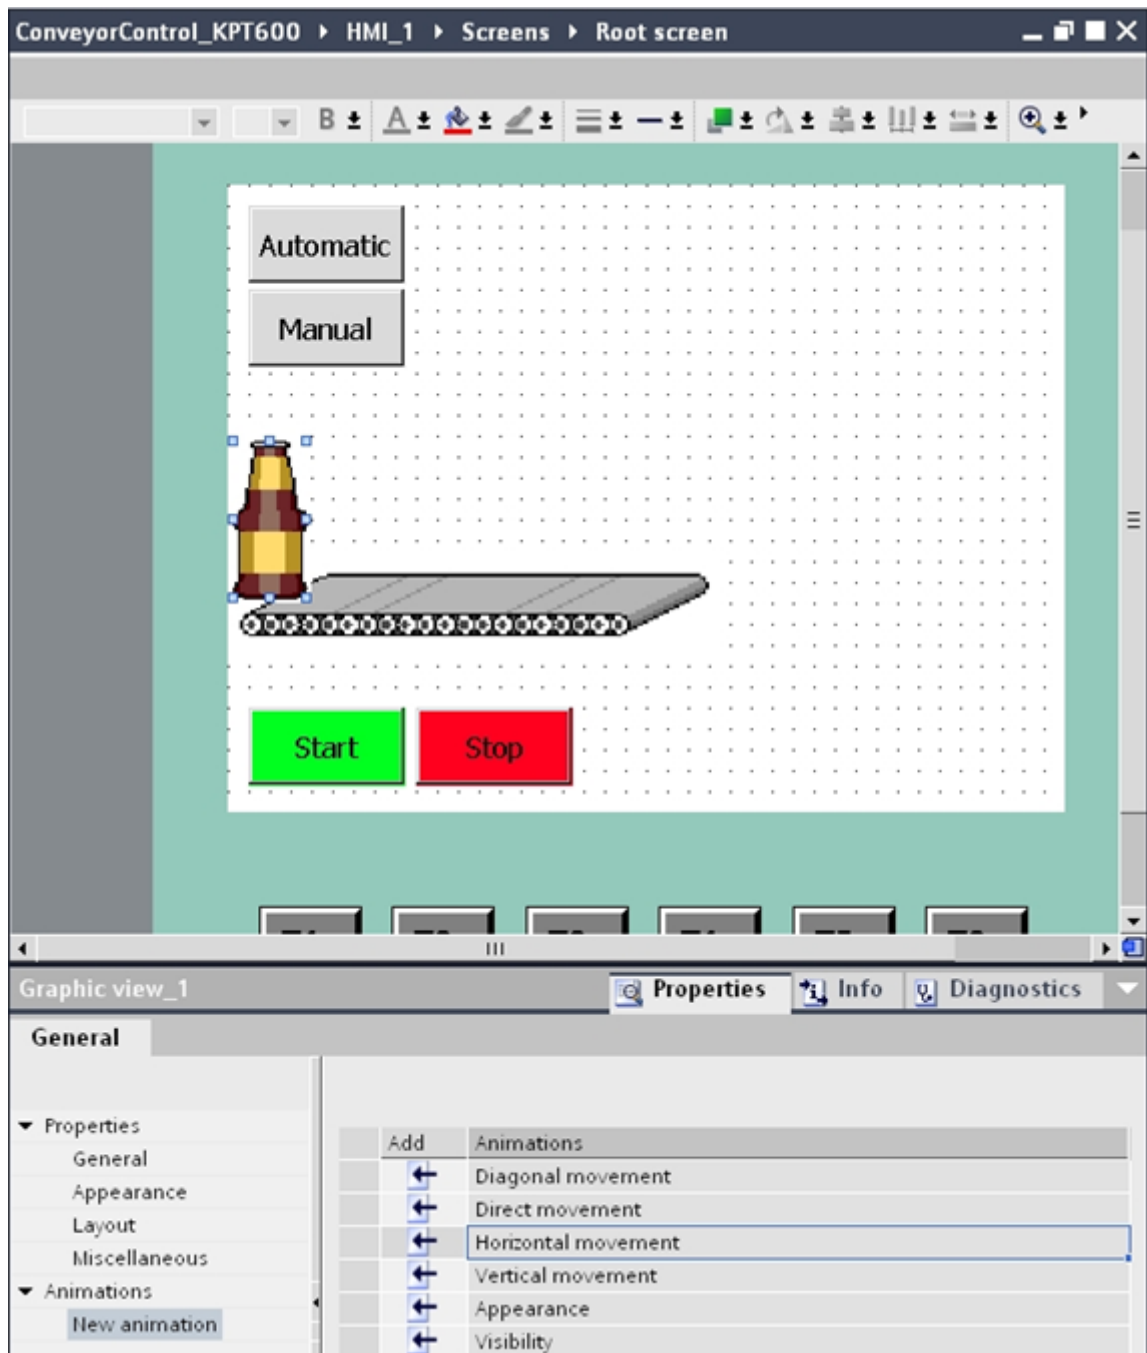 ConveyorControl_KPT600 ▸ HMI_1 ▸ Screens ▸ Root screen
B A
Automatic
Manual
Start Stop
Graphic view_1 Properties Info Diagnostics
General
Properties
Add Animations
General
Diagonal movement
Appearance
Direct movement
Layout
Horizontal movement
Miscellaneous
Vertical movement
Animations
Appearance
New animation
Visibility